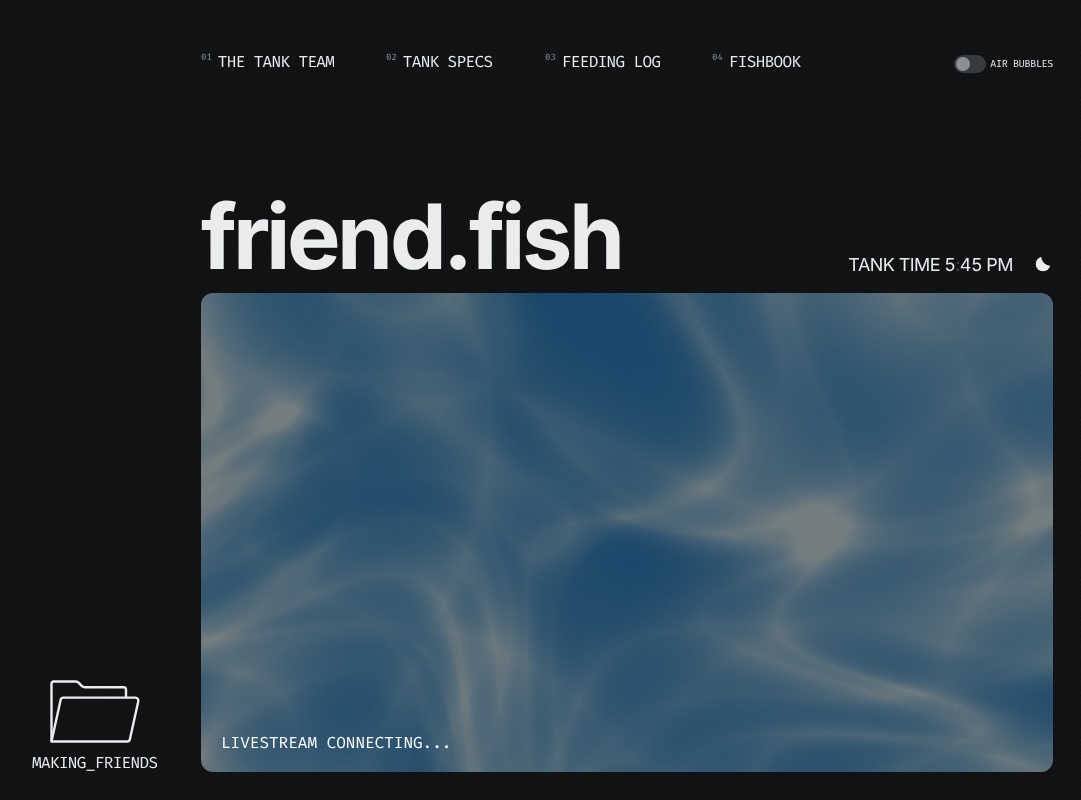 01 THE TANK TEAM
02 TANK SPECS
03 FEEDING LOG
04 FISHBOOK
AIR BUBBLES
friend.fish
TANK TIME 5:45 PM
LIVESTREAM CONNECTING...
MAKING_FRIENDS